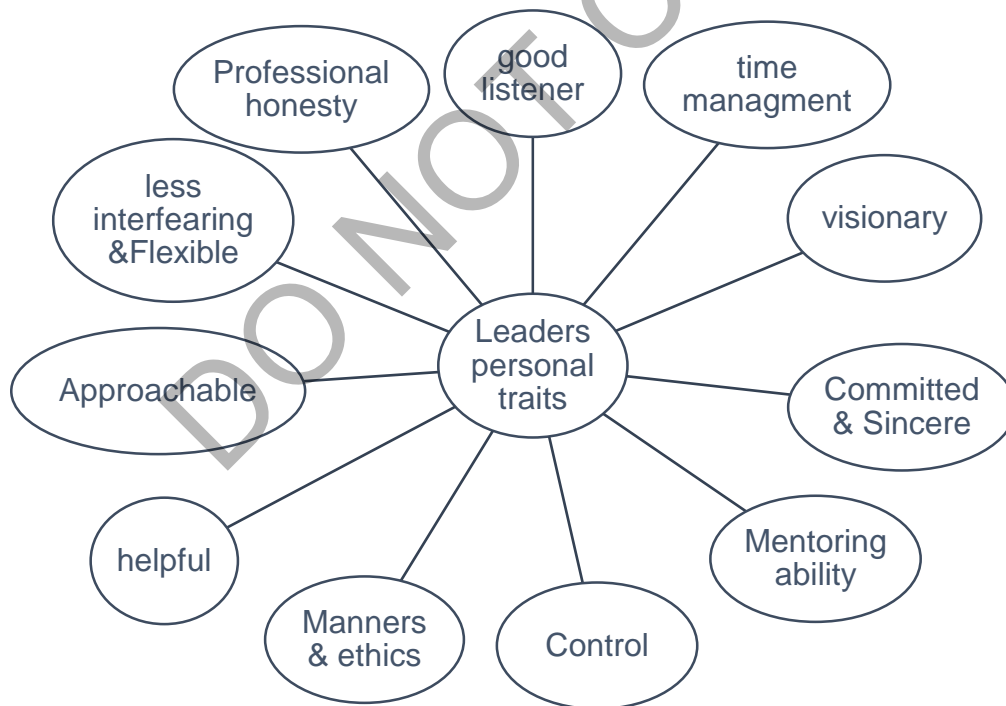 Professional
honesty
good
listener
time
managment
less
interfearing
&Flexible
visionary
Leaders
personal
traits
Approachable
Committed
& Sincere
helpful
Mentoring
ability
Manners
& ethics
Control
DO NOT